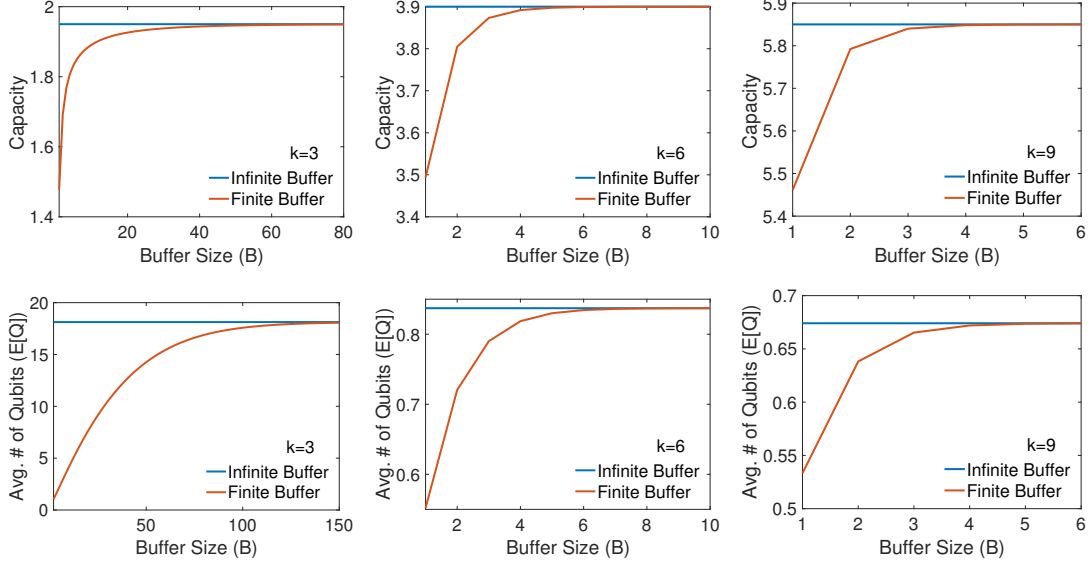 2
1.8
1.6
1.4
Capacity
k=3
Infinite Buffer
Finite Buffer
20 40 60 80
Buffer Size (B)
3.9
3.8
3.7
3.6
3.5
3.4
Capacity
k=6
Infinite Buffer
Finite Buffer
2 4 6 8 10
Buffer Size (B)
5.9
5.8
5.7
5.6
5.5
5.4
Capacity
k=9
Infinite Buffer
Finite Buffer
1 2 3 4 5 6
Buffer Size (B)
20
15
10
5
0
Avg. # of Qubits (E[Q])
k=3
Infinite Buffer
Finite Buffer
50 100 150
Buffer Size (B)
0.8
0.7
0.6
Avg. # of Qubits (E[Q])
k=6
Infinite Buffer
Finite Buffer
2 4 6 8 10
Buffer Size (B)
0.7
0.65
0.6
0.55
0.5
Avg. # of Qubits (E[Q])
k=9
Infinite Buffer
Finite Buffer
1 2 3 4 5 6
Buffer Size (B)